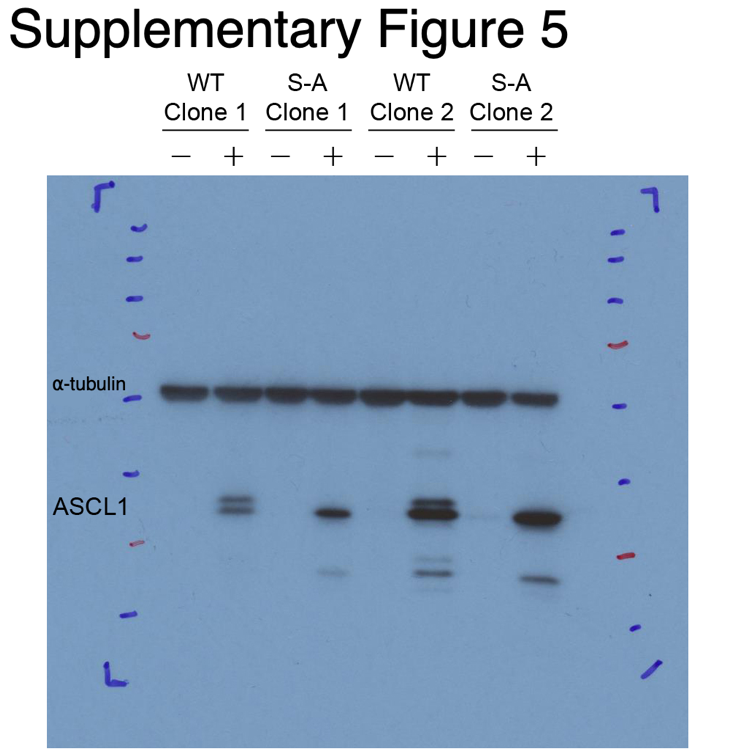 Supplementary Figure 5
WT S-A WT S-A
Clone 1 Clone 1 Clone 2 Clone 2
− + − + − + − +
α-tubulin
ASCL1